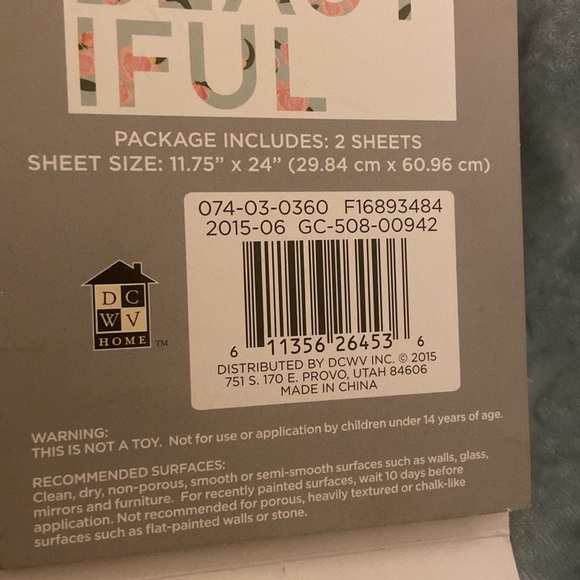 IFUL
PACKAGE INCLUDES: 2 SHEETS
SHEET SIZE: 11.75” x 24” (29.84 cm x 60.96 cm)
074-03-0360 F16893484
2015-06 GC-508-00942
6 11356 26453 6
DISTRIBUTED BY DCWV INC. © 2015
751 S. 170 E. PROVO, UTAH 84606
MADE IN CHINA
D C
W V
HOME ™
WARNING:
THIS IS NOT A TOY. Not for use or application by children under 14 years of age.
RECOMMENDED SURFACES:
Clean, dry, non-porous, smooth or semi-smooth surfaces such as walls, glass,
mirrors and furniture. For recently painted surfaces, wait 10 days before
application. Not recommended for porous, heavily textured or chalk-like
surfaces such as flat-painted walls or stone.